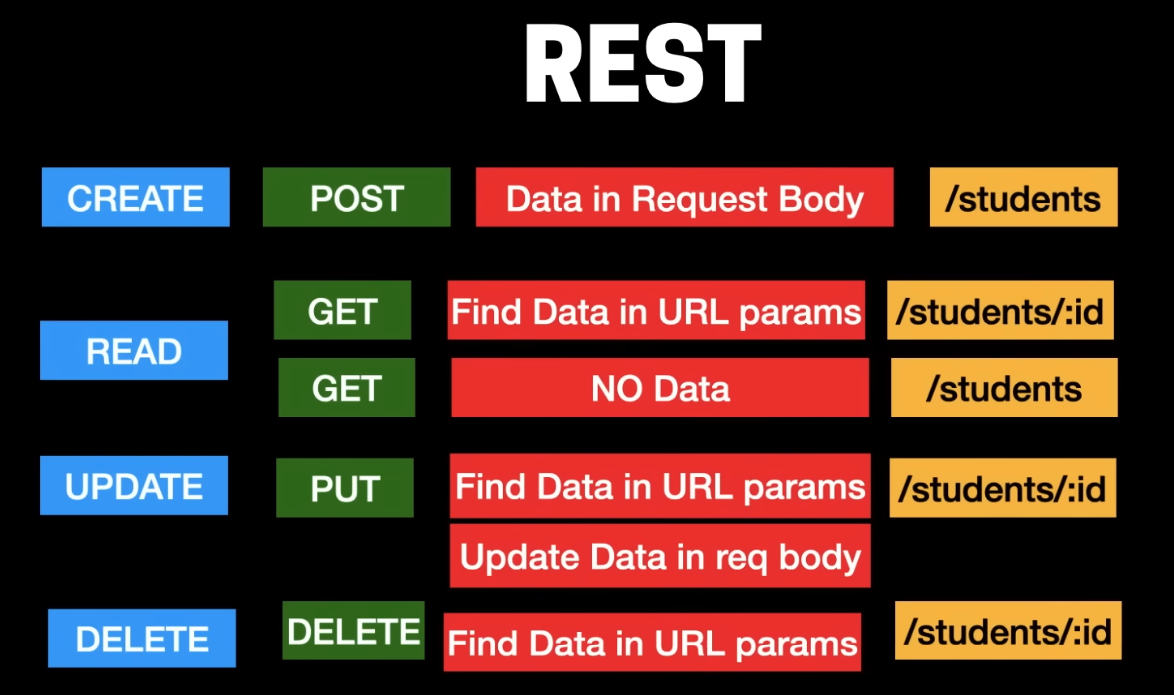 REST
CREATE POST Data in Request Body /students
READ
GET Find Data in URL params /students/:id
GET NO Data /students
UPDATE PUT Find Data in URL params /students/:id
Update Data in req body
DELETE DELETE Find Data in URL params /students/:id